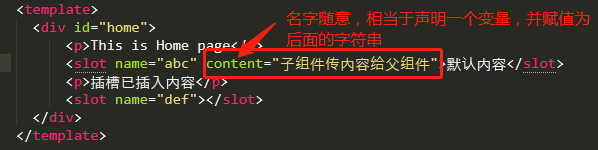 <template>
<div id="home">
<p>This is Home page</p>
<slot name="abc" content="子组件传内容给父组件">默认内容</slot>
<p>插槽已插入内容</p>
<slot name="def"></slot>
</div>
</template>
名字随意，相当于声明一个变量，并赋值为
后面的字符串